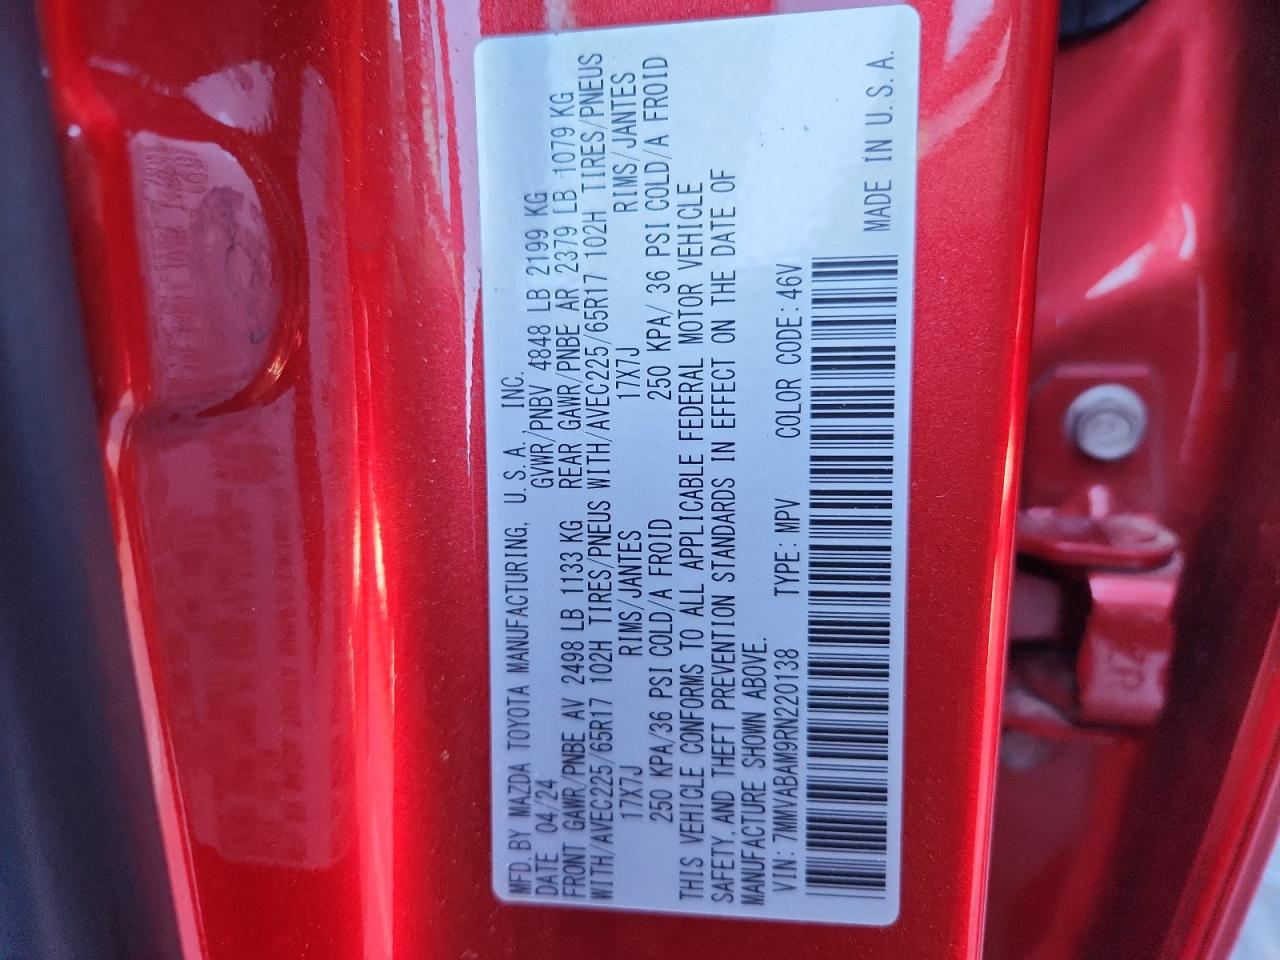 MFD. BY MAZDA TOYOTA MANUFACTURING, U.S.A., INC.
DATE 04/24 GVWR/PNBV 4848 LB 2199 KG
FRONT GAWR/PNBE AV 2498 LB 1133 KG REAR GAWR/PNBE AR 2379 LB 1079 KG
WITH/AVEC225/65R17 102H TIRES/PNEUS WITH/AVEC225/65R17 102H TIRES/PNEUS
17X7J RIMS/JANTES 17X7J RIMS/JANTES
250 KPA/36 PSI COLD/A FROID 250 KPA/ 36 PSI COLD/A FROID
THIS VEHICLE CONFORMS TO ALL APPLICABLE FEDERAL MOTOR VEHICLE
SAFETY, AND THEFT PREVENTION STANDARDS IN EFFECT ON THE DATE OF
MANUFACTURE SHOWN ABOVE.
VIN: 7MMVABAM9RN220138 TYPE: MPV COLOR CODE: 46V
MADE IN U.S.A.